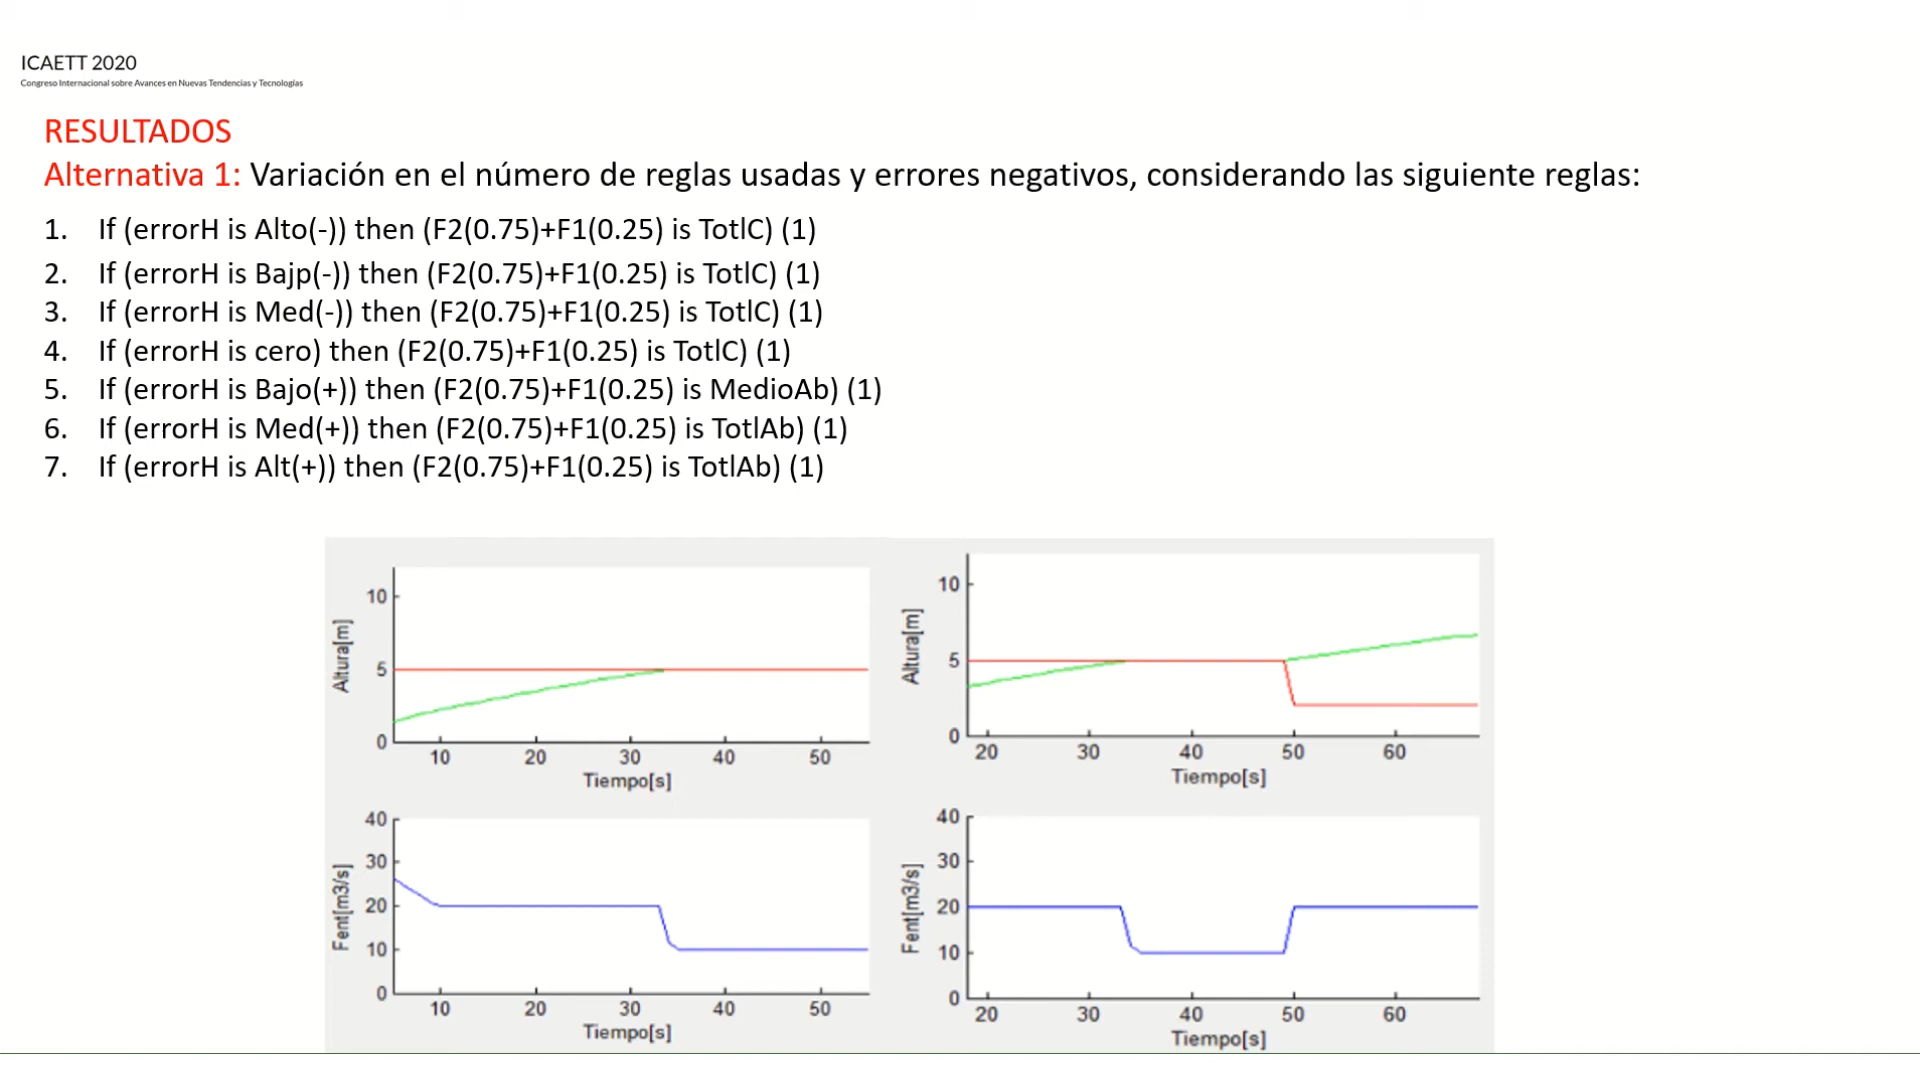 ICAETT 2020
Congreso Internacional sobre Avances en Nuevas Tendencias y Tecnologías
RESULTADOS
Alternativa 1: Variación en el número de reglas usadas y errores negativos, considerando las siguiente reglas:
1. If (errorH is Alto(-)) then (F2(0.75)+F1(0.25) is TotlC) (1)
2. If (errorH is Bajp(-)) then (F2(0.75)+F1(0.25) is TotlC) (1)
3. If (errorH is Med(-)) then (F2(0.75)+F1(0.25) is TotlC) (1)
4. If (errorH is cero) then (F2(0.75)+F1(0.25) is TotlC) (1)
5. If (errorH is Bajo(+)) then (F2(0.75)+F1(0.25) is MedioAb) (1)
6. If (errorH is Med(+)) then (F2(0.75)+F1(0.25) is TotlAb) (1)
7. If (errorH is Alt(+)) then (F2(0.75)+F1(0.25) is TotlAb) (1)
Altura[m]
10
5
0
10 20 30 40 50
Tiempo[s]
Altura[m]
10
5
0
20 30 40 50 60
Tiempo[s]
Fent[m3/s]
40
30
20
10
0
10 20 30 40 50
Tiempo[s]
Fent[m3/s]
40
30
20
10
0
20 30 40 50 60
Tiempo[s]